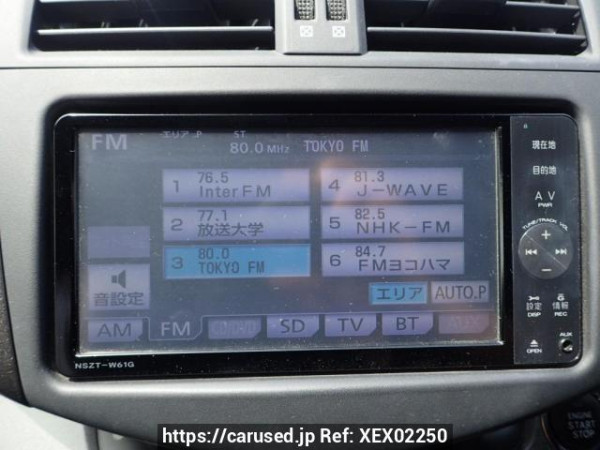 FM
エリア.P ST
80.0 MHz TOKYO FM
1 76.5 InterFM
2 77.1 放送大学
3 80.0 TOKYO FM
4 81.3 J-WAVE
5 82.5 NHK-FM
6 84.7 FMヨコハマ
音設定
エリア AUTO.P
AM FM SD TV BT
NSZT-W61G
現在地
目的地
AV
PWR
TUNE/TRACK VOL
設定 情報
DISP REC
OPEN
AUX
ENGINE
START
STOP
https://carused.jp Ref: XEX02250